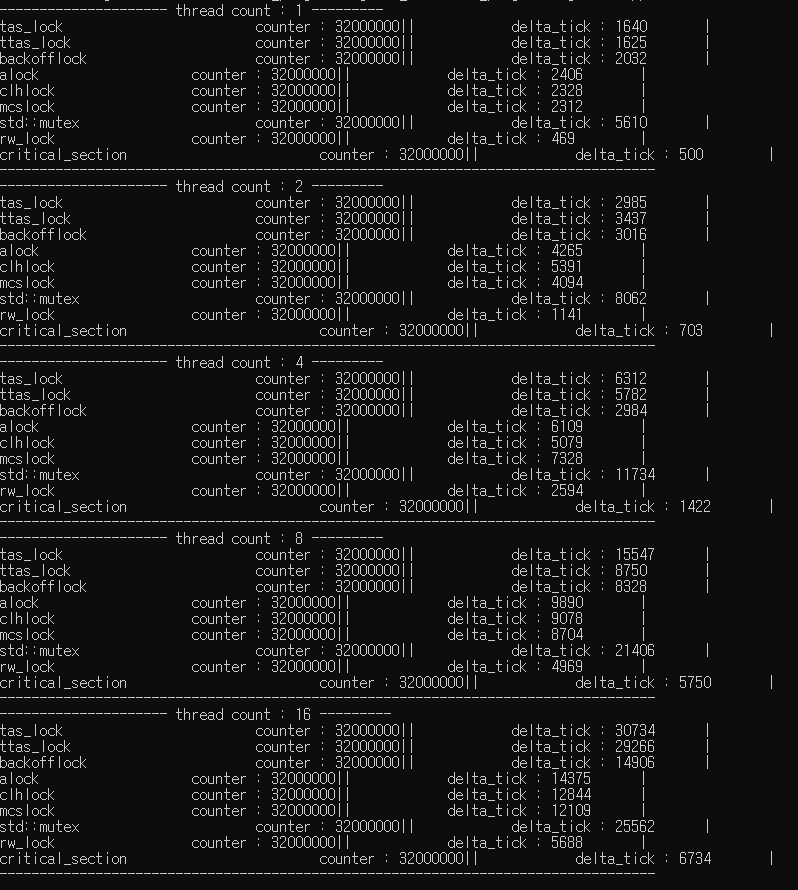 --------------------- thread count : 1 ---------
tas_lock counter : 32000000|| delta_tick : 1640 |
ttas_lock counter : 32000000|| delta_tick : 1625 |
backofflock counter : 32000000|| delta_tick : 2032 |
alock counter : 32000000|| delta_tick : 2406 |
clhlock counter : 32000000|| delta_tick : 2328 |
mcslock counter : 32000000|| delta_tick : 2312 |
std::mutex counter : 32000000|| delta_tick : 5610 |
rw_lock counter : 32000000|| delta_tick : 469 |
critical_section counter : 32000000|| delta_tick : 500 |
----------------------------------------------------------------------------------
--------------------- thread count : 2 ---------
tas_lock counter : 32000000|| delta_tick : 2985 |
ttas_lock counter : 32000000|| delta_tick : 3437 |
backofflock counter : 32000000|| delta_tick : 3016 |
alock counter : 32000000|| delta_tick : 4265 |
clhlock counter : 32000000|| delta_tick : 5391 |
mcslock counter : 32000000|| delta_tick : 4094 |
std::mutex counter : 32000000|| delta_tick : 8062 |
rw_lock counter : 32000000|| delta_tick : 1141 |
critical_section counter : 32000000|| delta_tick : 703 |
----------------------------------------------------------------------------------
--------------------- thread count : 4 ---------
tas_lock counter : 32000000|| delta_tick : 6312 |
ttas_lock counter : 32000000|| delta_tick : 5782 |
backofflock counter : 32000000|| delta_tick : 2984 |
alock counter : 32000000|| delta_tick : 6109 |
clhlock counter : 32000000|| delta_tick : 5079 |
mcslock counter : 32000000|| delta_tick : 7328 |
std::mutex counter : 32000000|| delta_tick : 11734 |
rw_lock counter : 32000000|| delta_tick : 2594 |
critical_section counter : 32000000|| delta_tick : 1422 |
----------------------------------------------------------------------------------
--------------------- thread count : 8 ---------
tas_lock counter : 32000000|| delta_tick : 15547 |
ttas_lock counter : 32000000|| delta_tick : 8750 |
backofflock counter : 32000000|| delta_tick : 8328 |
alock counter : 32000000|| delta_tick : 9890 |
clhlock counter : 32000000|| delta_tick : 9078 |
mcslock counter : 32000000|| delta_tick : 8704 |
std::mutex counter : 32000000|| delta_tick : 21406 |
rw_lock counter : 32000000|| delta_tick : 4969 |
critical_section counter : 32000000|| delta_tick : 5750 |
----------------------------------------------------------------------------------
--------------------- thread count : 16 ---------
tas_lock counter : 32000000|| delta_tick : 30734 |
ttas_lock counter : 32000000|| delta_tick : 29266 |
backofflock counter : 32000000|| delta_tick : 14906 |
alock counter : 32000000|| delta_tick : 14375 |
clhlock counter : 32000000|| delta_tick : 12844 |
mcslock counter : 32000000|| delta_tick : 12109 |
std::mutex counter : 32000000|| delta_tick : 25562 |
rw_lock counter : 32000000|| delta_tick : 5688 |
critical_section counter : 32000000|| delta_tick : 6734 |
----------------------------------------------------------------------------------